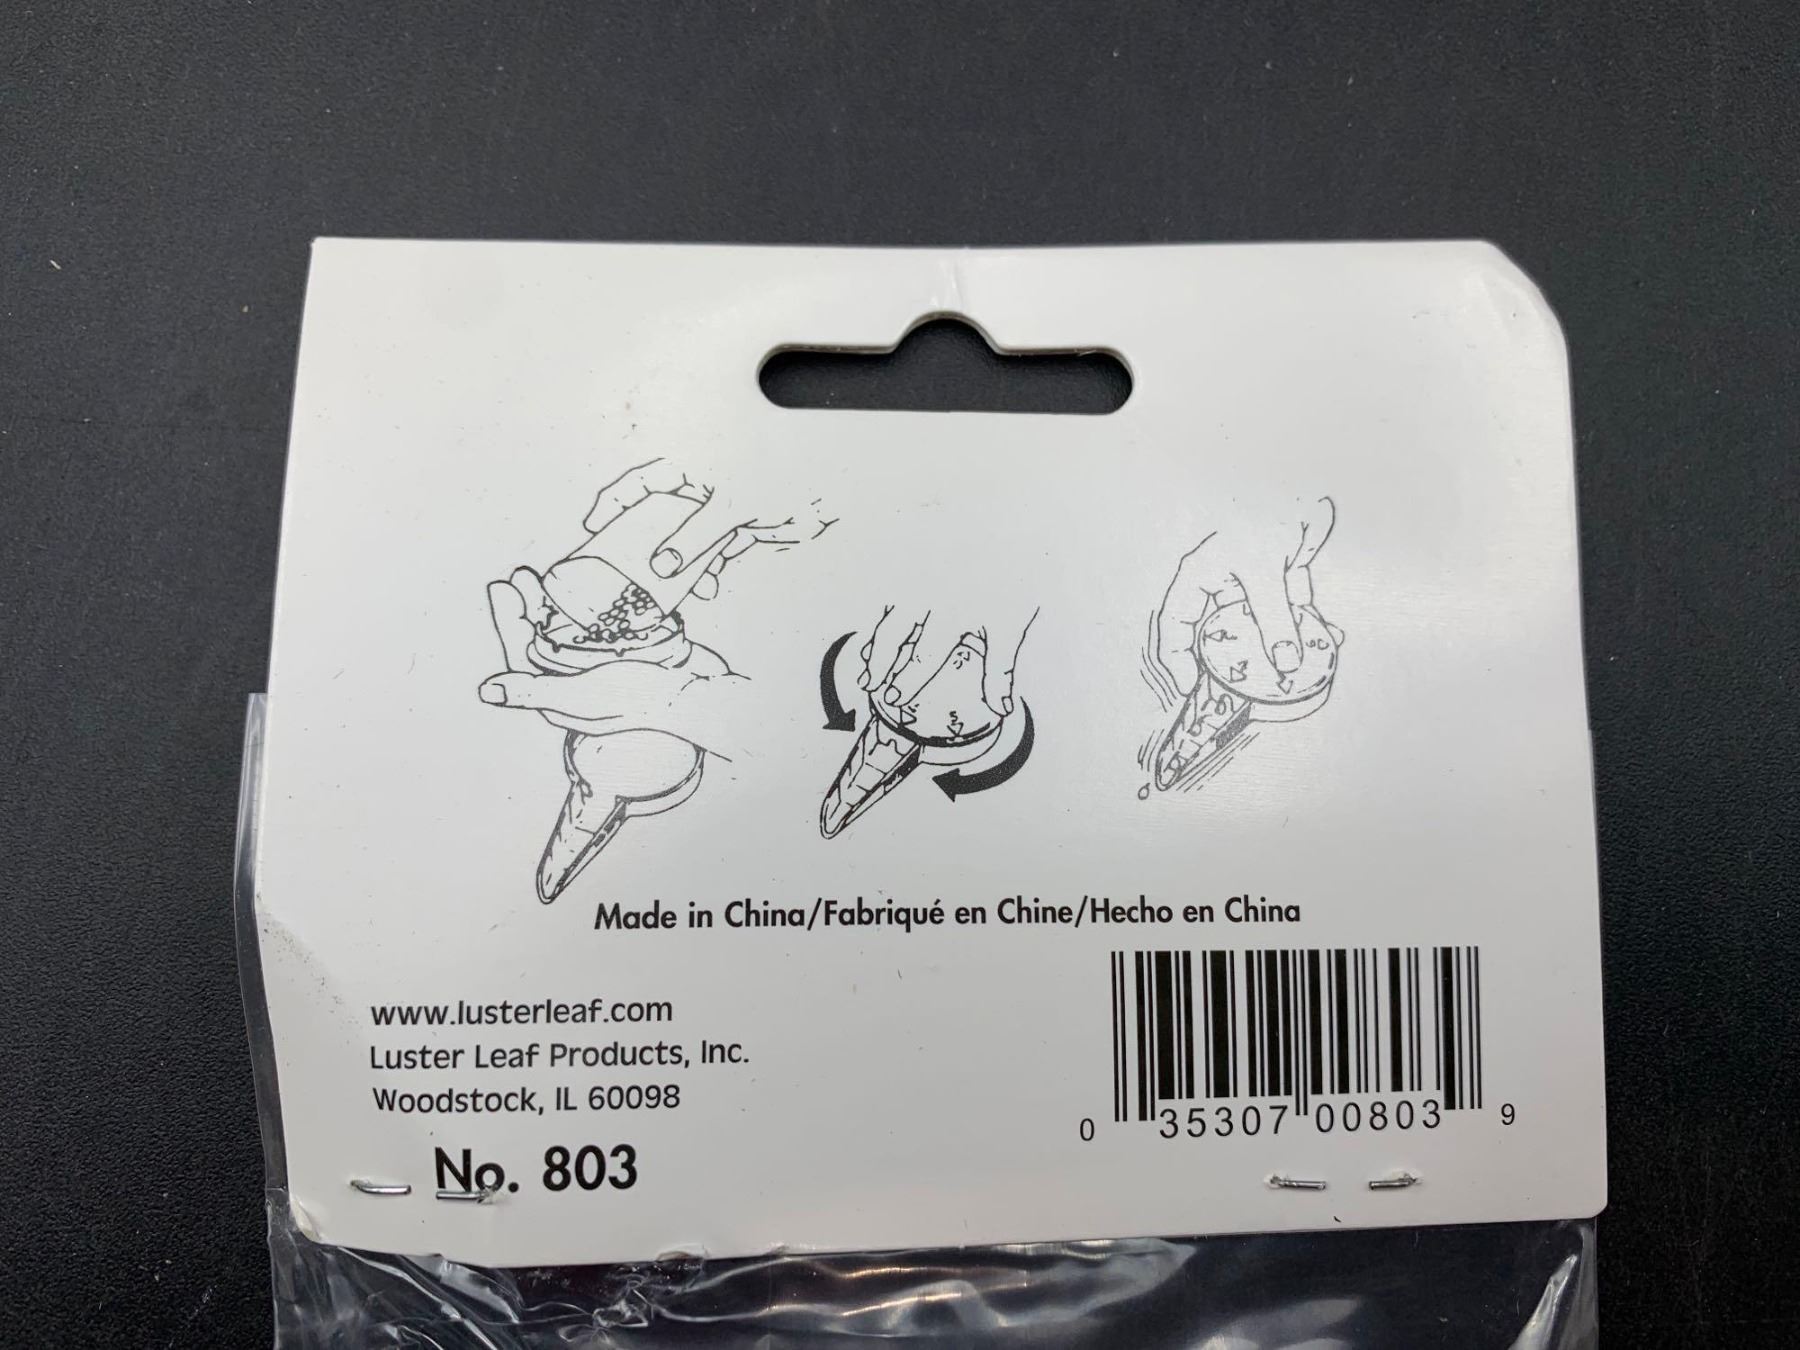 Made in China/Fabriqué en Chine/Hecho en China
www.lusterleaf.com
Luster Leaf Products, Inc.
Woodstock, IL 60098
No. 803
0 35307 00803 9